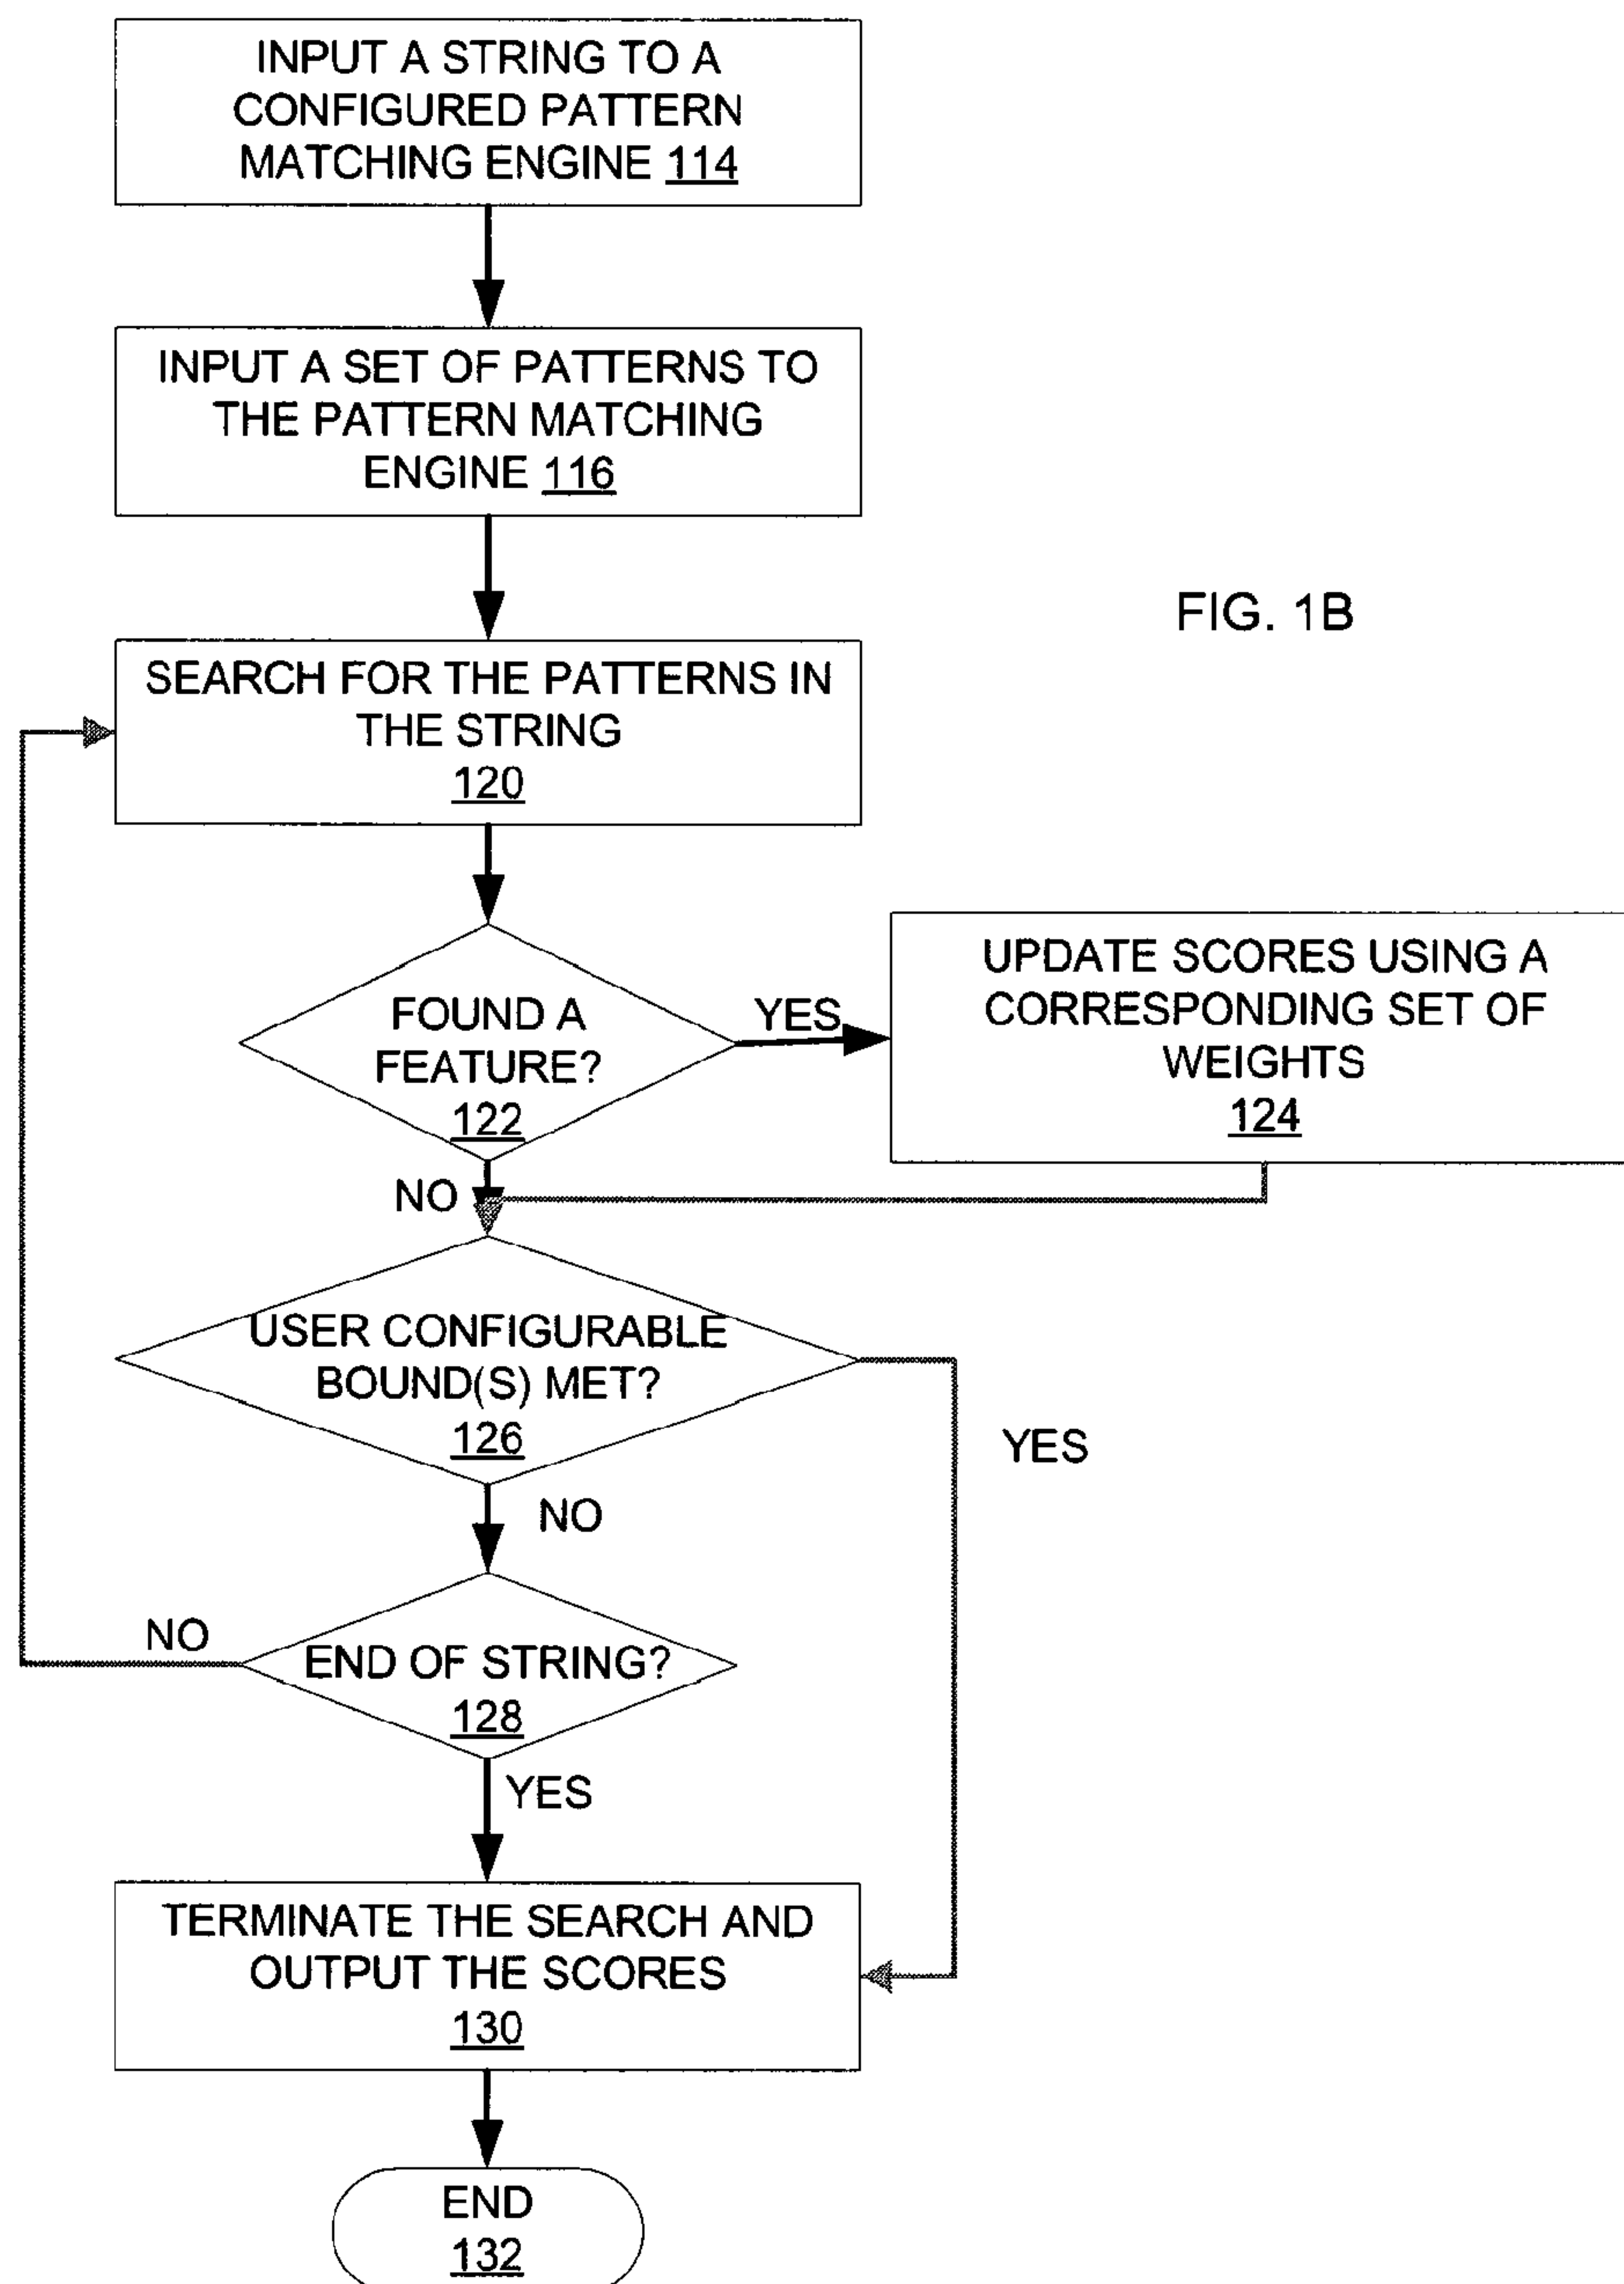 INPUT A STRING TO A
CONFIGURED PATTERN
MATCHING ENGINE 114
INPUT A SET OF PATTERNS TO
THE PATTERN MATCHING
ENGINE 116
FIG. 1B
SEARCH FOR THE PATTERNS IN
THE STRING
120
FOUND A
FEATURE?
122
YES
UPDATE SCORES USING A
CORRESPONDING SET OF
WEIGHTS
124
NO
USER CONFIGURABLE
BOUND(S) MET?
126
YES
NO
END OF STRING?
128
NO
YES
TERMINATE THE SEARCH AND
OUTPUT THE SCORES
130
END
132